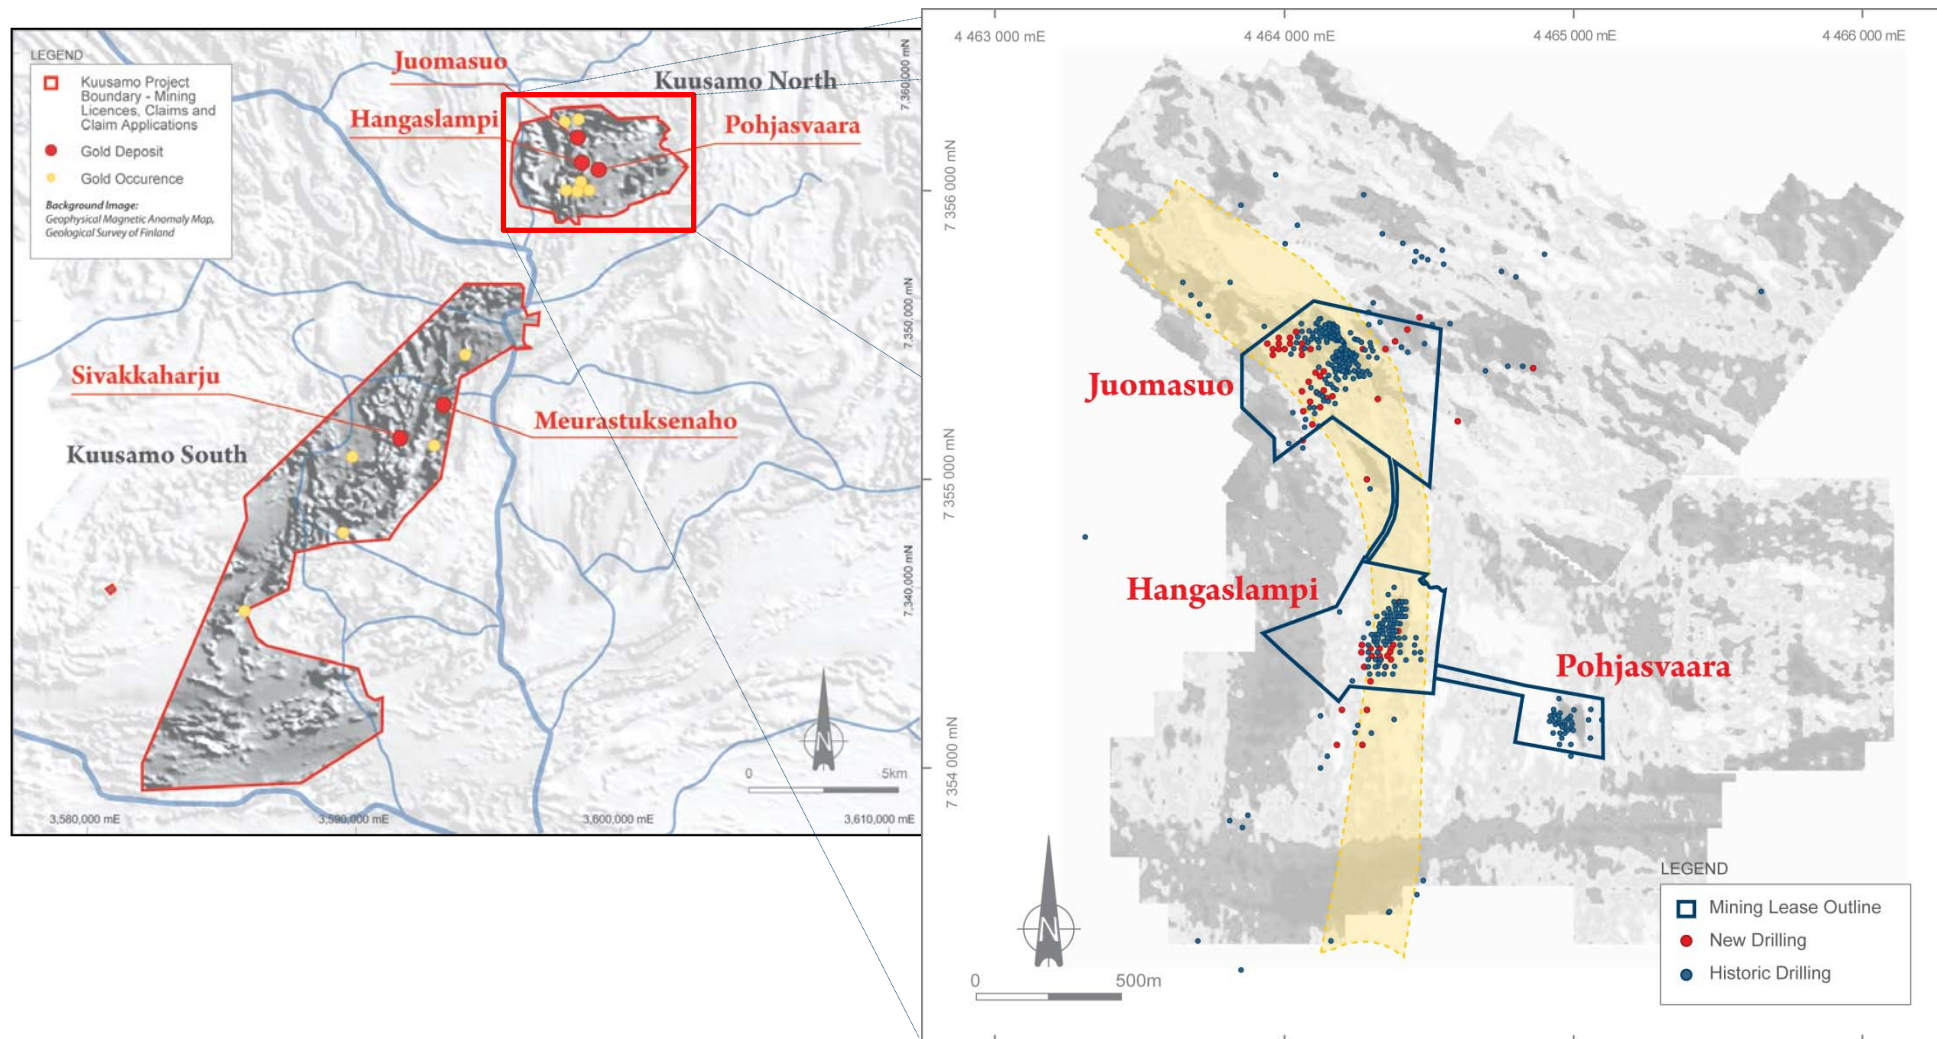 LEGEND
Kuusamo Project
Boundary - Mining
Licences, Claims and
Claim Applications
Gold Deposit
Gold Occurence
Background Image:
Geophysical Magnetic Anomaly Map,
Geological Survey of Finland
Juomasuo
Kuusamo North
Hangaslampi
Pohjasvaara
Sivakkaharju
Meurastuksenaho
Kuusamo South
7,360,000 mN
7,350,000 mN
7,340,000 mN
N
0 5km
3,580,000 mE
3,590,000 mE
3,600,000 mE
3,610,000 mE
4 463 000 mE
4 464 000 mE
4 465 000 mE
4 466 000 mE
7 356 000 mN
7 355 000 mN
7 354 000 mN
Juomasuo
Hangaslampi
Pohjasvaara
N
0 500m
LEGEND
Mining Lease Outline
New Drilling
Historic Drilling